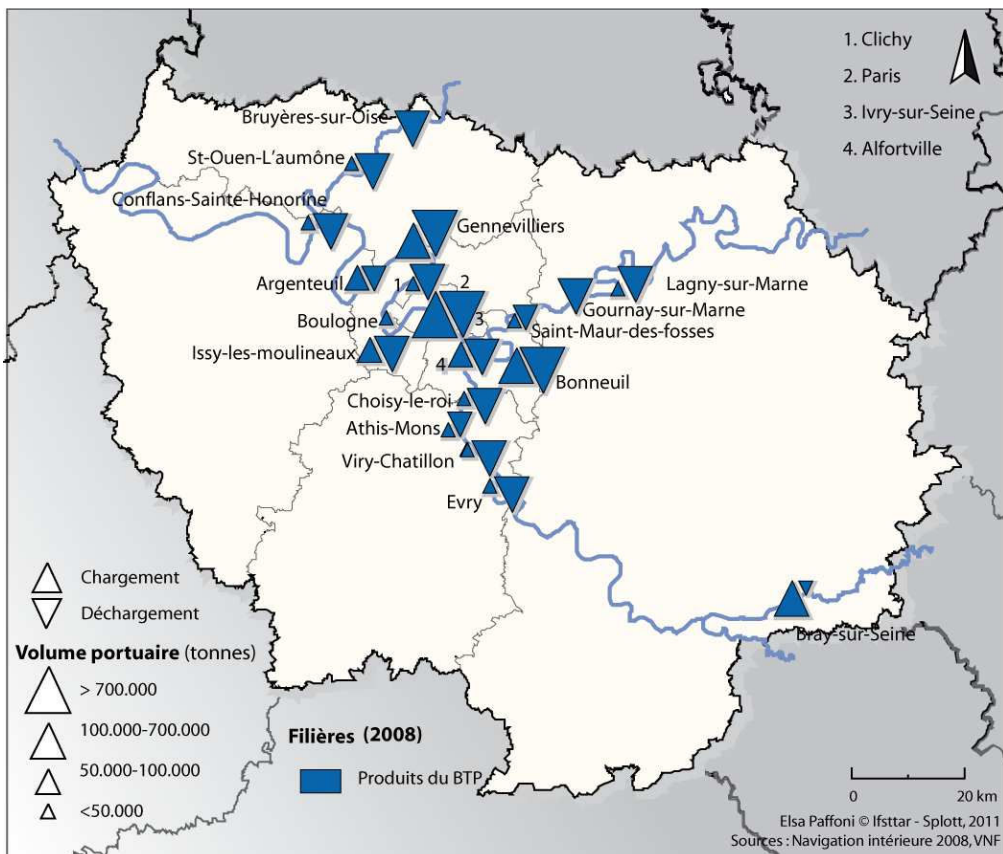 1. Clichy
2. Paris
3. Ivry-sur-Seine
4. Alfortville
Bruyères-sur-Oise
St-Ouen-L'aumône
Conflans-Sainte-Honorine
Gennevilliers
Argenteuil
1
2
Lagny-sur-Marne
Gournay-sur-Marne
Boulogne
3
Saint-Maur-des-fosses
Issy-les-moulineaux
4
Bonneuil
Choisy-le-roi
Athis-Mons
Viry-Chatillon
Evry
Bray-sur-Seine
Chargement
Déchargement
Volume portuaire (tonnes)
> 700.000
100.000-700.000
50.000-100.000
<50.000
Filières (2008)
Produits du BTP
0 20 km
Elsa Paffoni © Ifsttar - Splott, 2011
Sources : Navigation intérieure 2008, VNF